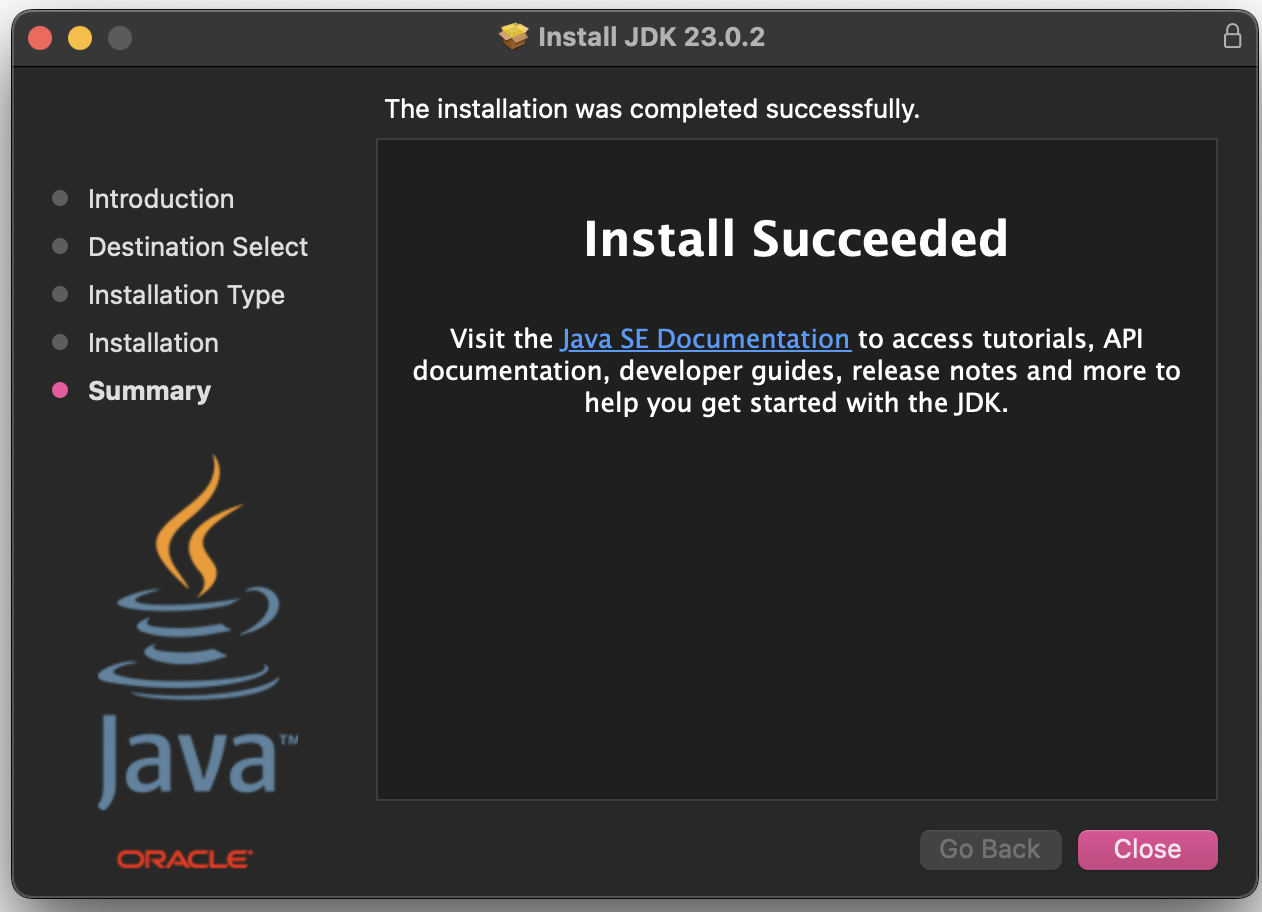 Install JDK 23.0.2
The installation was completed successfully.
Introduction
Destination Select
Installation Type
Installation
Summary
Install Succeeded
Visit the Java SE Documentation to access tutorials, API
documentation, developer guides, release notes and more to
help you get started with the JDK.
Java™
ORACLE
Go Back
Close